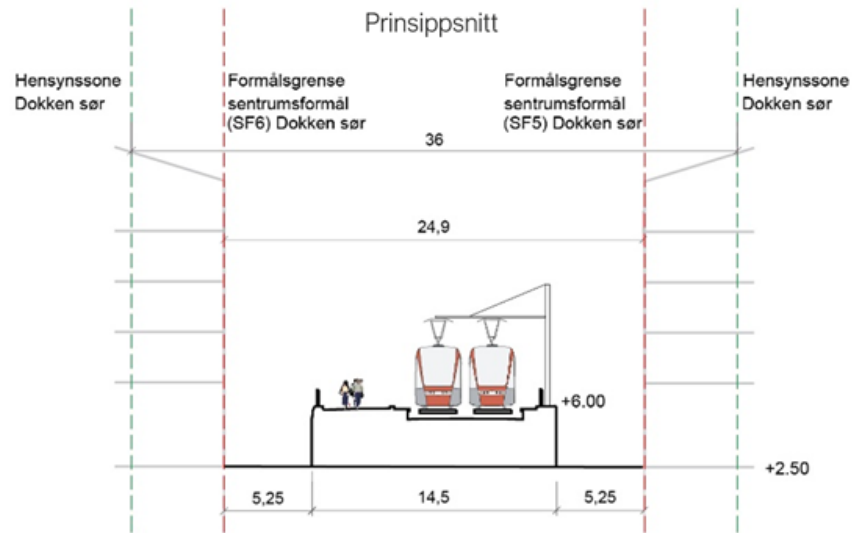 Prinsippsnitt
Hensynssone
Dokken sør
Formålsgrense
sentrumsformål
(SF6) Dokken sør
Formålsgrense
sentrumsformål
(SF5) Dokken sør
Hensynssone
Dokken sør
36
24,9
+6.00
+2.50
5,25
14,5
5,25